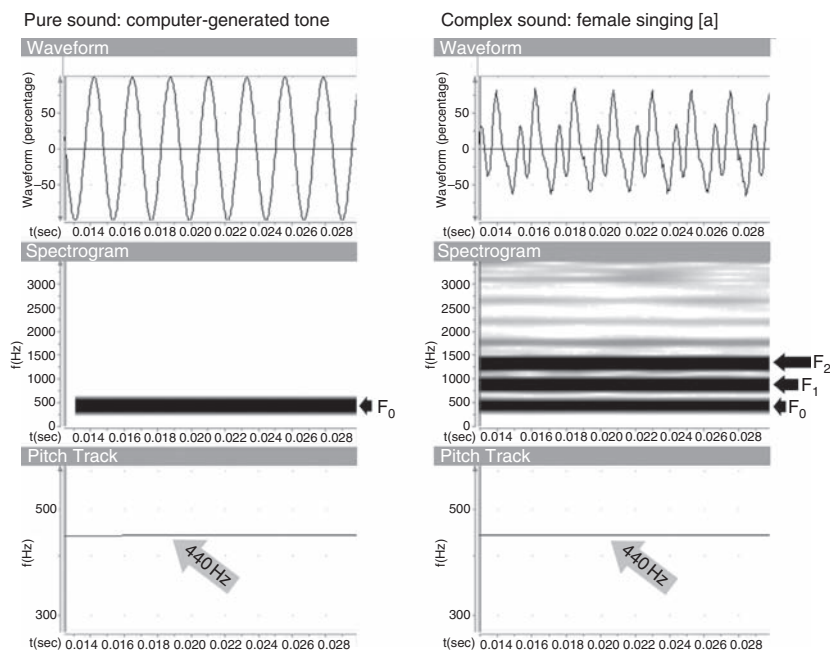 Pure sound: computer-generated tone
Waveform
Waveform (percentage)
50
0
–50
t(sec) 0.014 0.016 0.018 0.020 0.022 0.024 0.026 0.028
Spectrogram
f(Hz)
3000
2500
2000
1500
1000
500
0
F0
t(sec) 0.014 0.016 0.018 0.020 0.022 0.024 0.026 0.028
Pitch Track
f(Hz)
500
300
440 Hz
t(sec) 0.014 0.016 0.018 0.020 0.022 0.024 0.026 0.028
Complex sound: female singing [a]
Waveform
Waveform (percentage)
50
0
–50
t(sec) 0.014 0.016 0.018 0.020 0.022 0.024 0.026 0.028
Spectrogram
f(Hz)
3000
2500
2000
1500
1000
500
0
F2
F1
F0
t(sec) 0.014 0.016 0.018 0.020 0.022 0.024 0.026 0.028
Pitch Track
f(Hz)
500
300
440 Hz
t(sec) 0.014 0.016 0.018 0.020 0.022 0.024 0.026 0.028